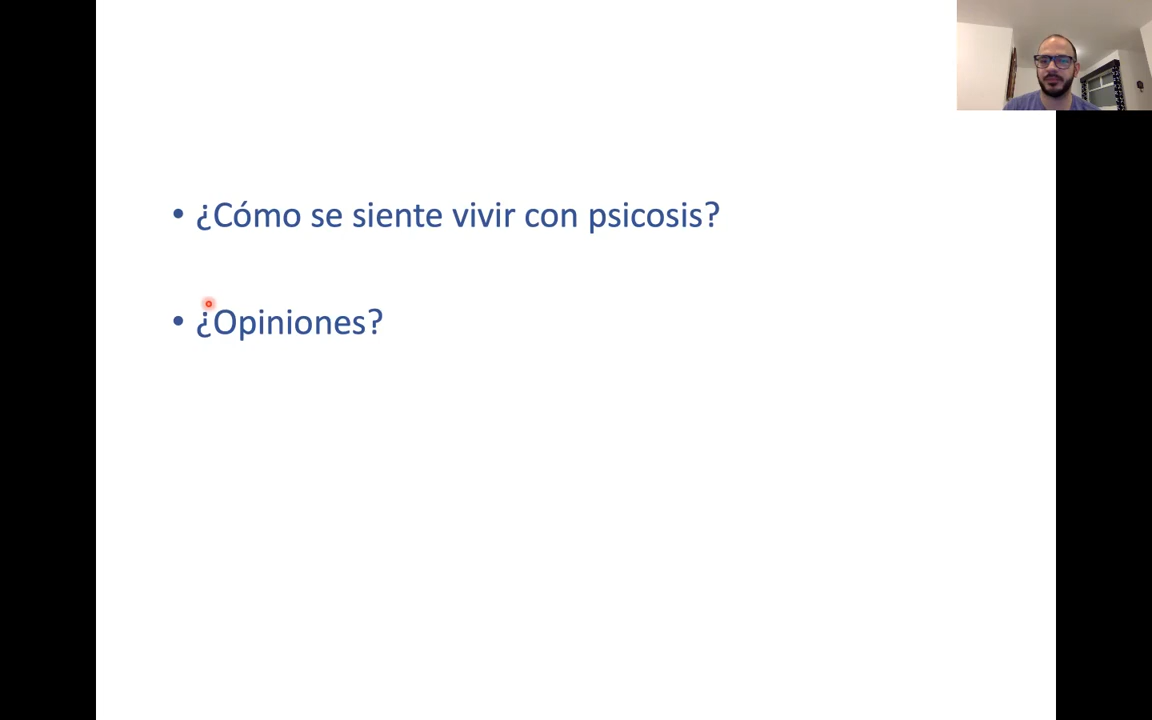 • ¿Cómo se siente vivir con psicosis?
• ¿Opiniones?